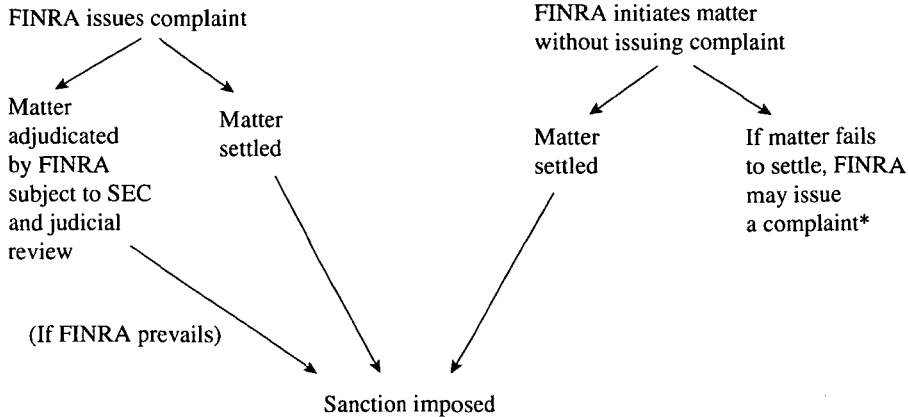 FINRA issues complaint
FINRA initiates matter
without issuing complaint
Matter
adjudicated
by FINRA
subject to SEC
and judicial
review
Matter
settled
Matter
settled
If matter fails
to settle, FINRA
may issue
a complaint*
(If FINRA prevails)
Sanction imposed